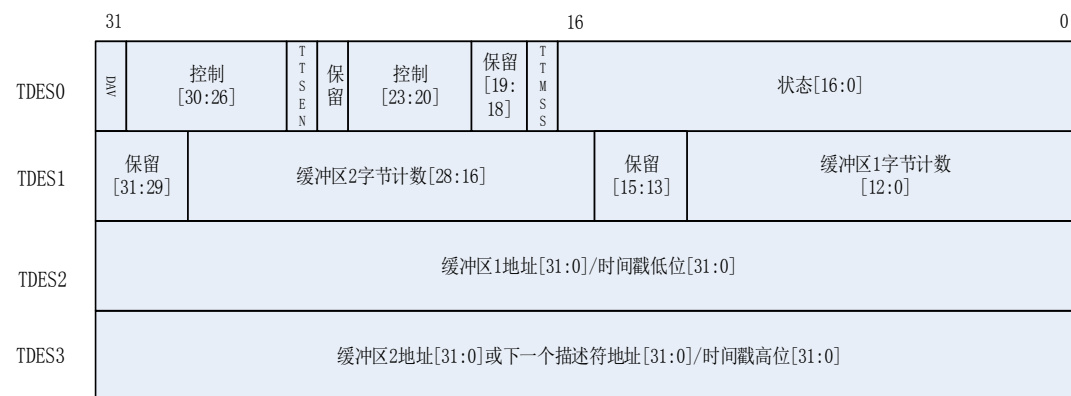 31 16 0
TDES0
DAV
控制
[30:26]
TTSEN
保留
控制
[23:20]
保留
[19:
18]
TTMSS
状态[16:0]
TDES1
保留
[31:29]
缓冲区2字节计数[28:16]
保留
[15:13]
缓冲区1字节计数
[12:0]
TDES2
缓冲区1地址[31:0]/时间戳低位[31:0]
TDES3
缓冲区2地址[31:0]或下一个描述符地址[31:0]/时间戳高位[31:0]